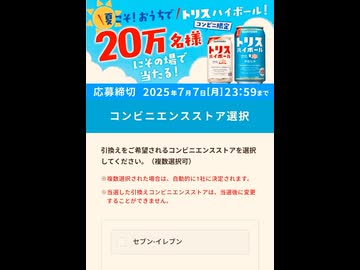 夏こそ!おうちでトリスハイボール!
コンビニ限定
20万名様
にその場で
当たる!
トリス
ハイボール
トリス
ハイボール
応募締切 2025年7月7日[月]23:59まで
コンビニエンスストア選択
引換えをご希望されるコンビニエンスストアを選択
してください。（複数選択可）
※複数選択された場合は、自動的に1社に決定されます。
※当選した引換えコンビニエンスストアは、当選後に変更
することができません。
セブン-イレブン